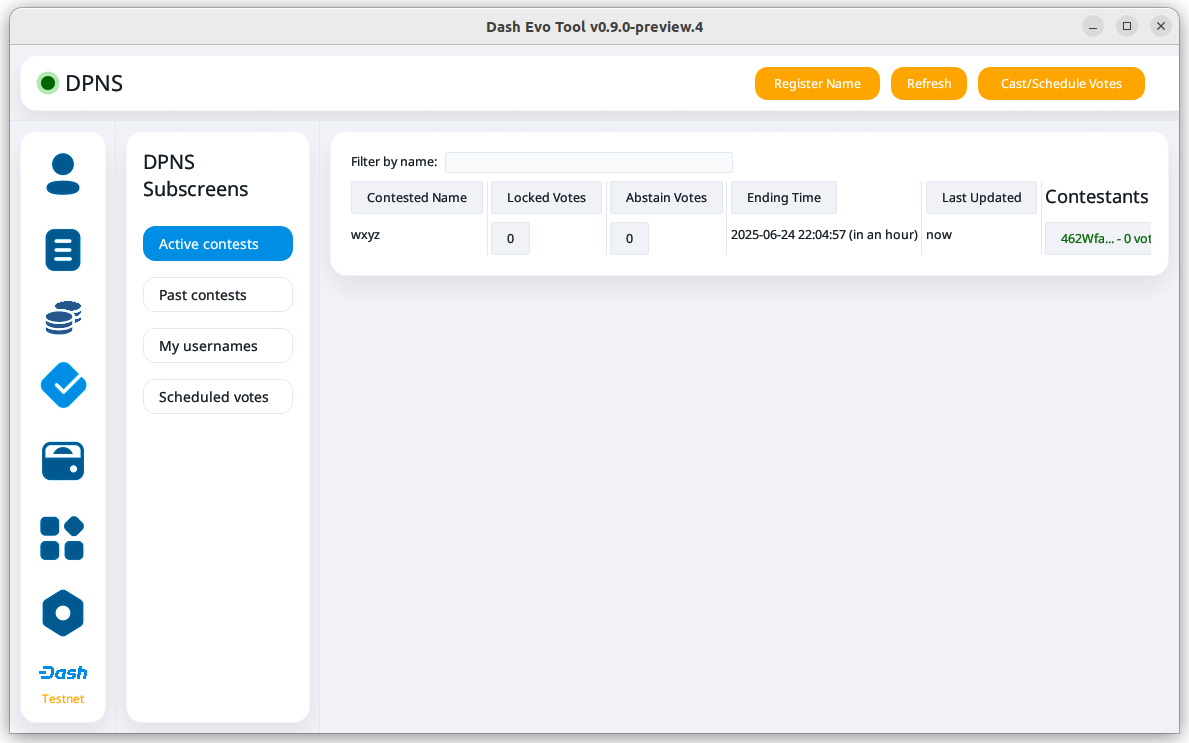 Dash Evo Tool v0.9.0-preview.4
DPNS
Register Name
Refresh
Cast/Schedule Votes
Dash
Testnet
DPNS
Subscreens
Active contests
Past contests
My usernames
Scheduled votes
Filter by name:
Contested Name Locked Votes Abstain Votes Ending Time Last Updated Contestants
wxyz 0 0 2025-06-24 22:04:57 (in an hour) now 462Wfa... - 0 vot